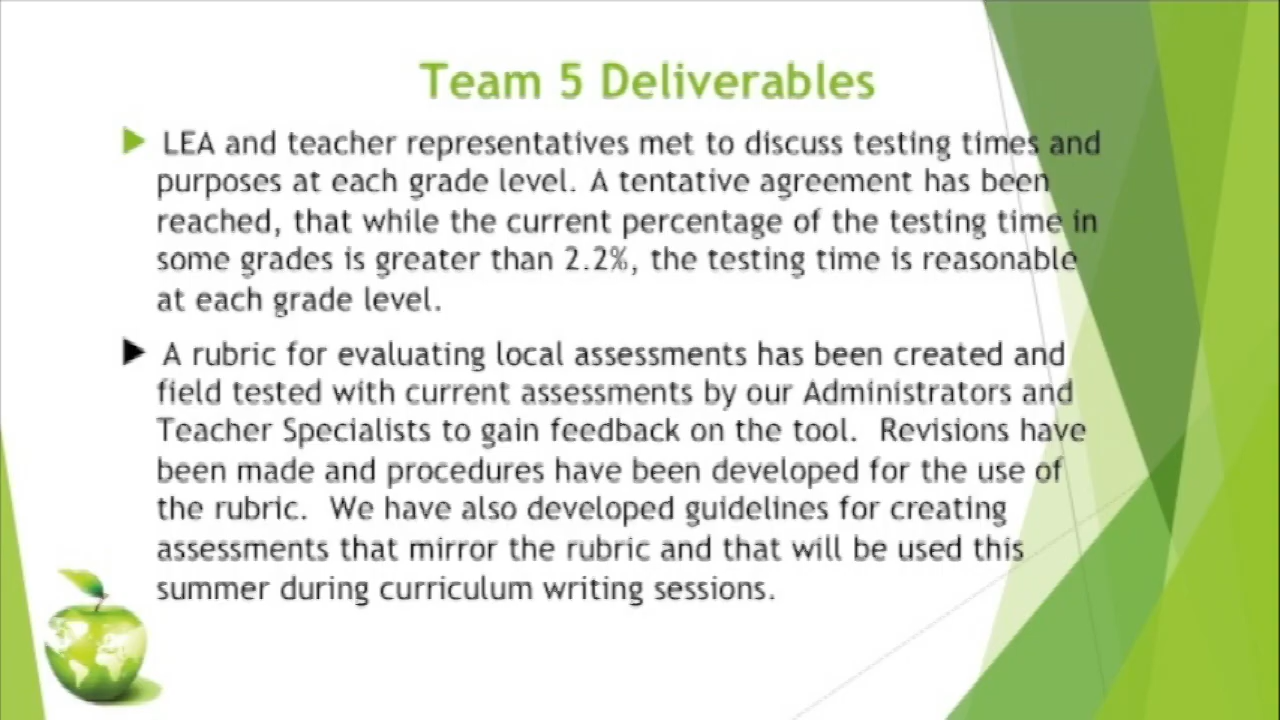 Team 5 Deliverables
LEA and teacher representatives met to discuss testing times and
purposes at each grade level. A tentative agreement has been
reached, that while the current percentage of the testing time in
some grades is greater than 2.2%, the testing time is reasonable
at each grade level.
A rubric for evaluating local assessments has been created and
field tested with current assessments by our Administrators and
Teacher Specialists to gain feedback on the tool. Revisions have
been made and procedures have been developed for the use of
the rubric. We have also developed guidelines for creating
assessments that mirror the rubric and that will be used this
summer during curriculum writing sessions.